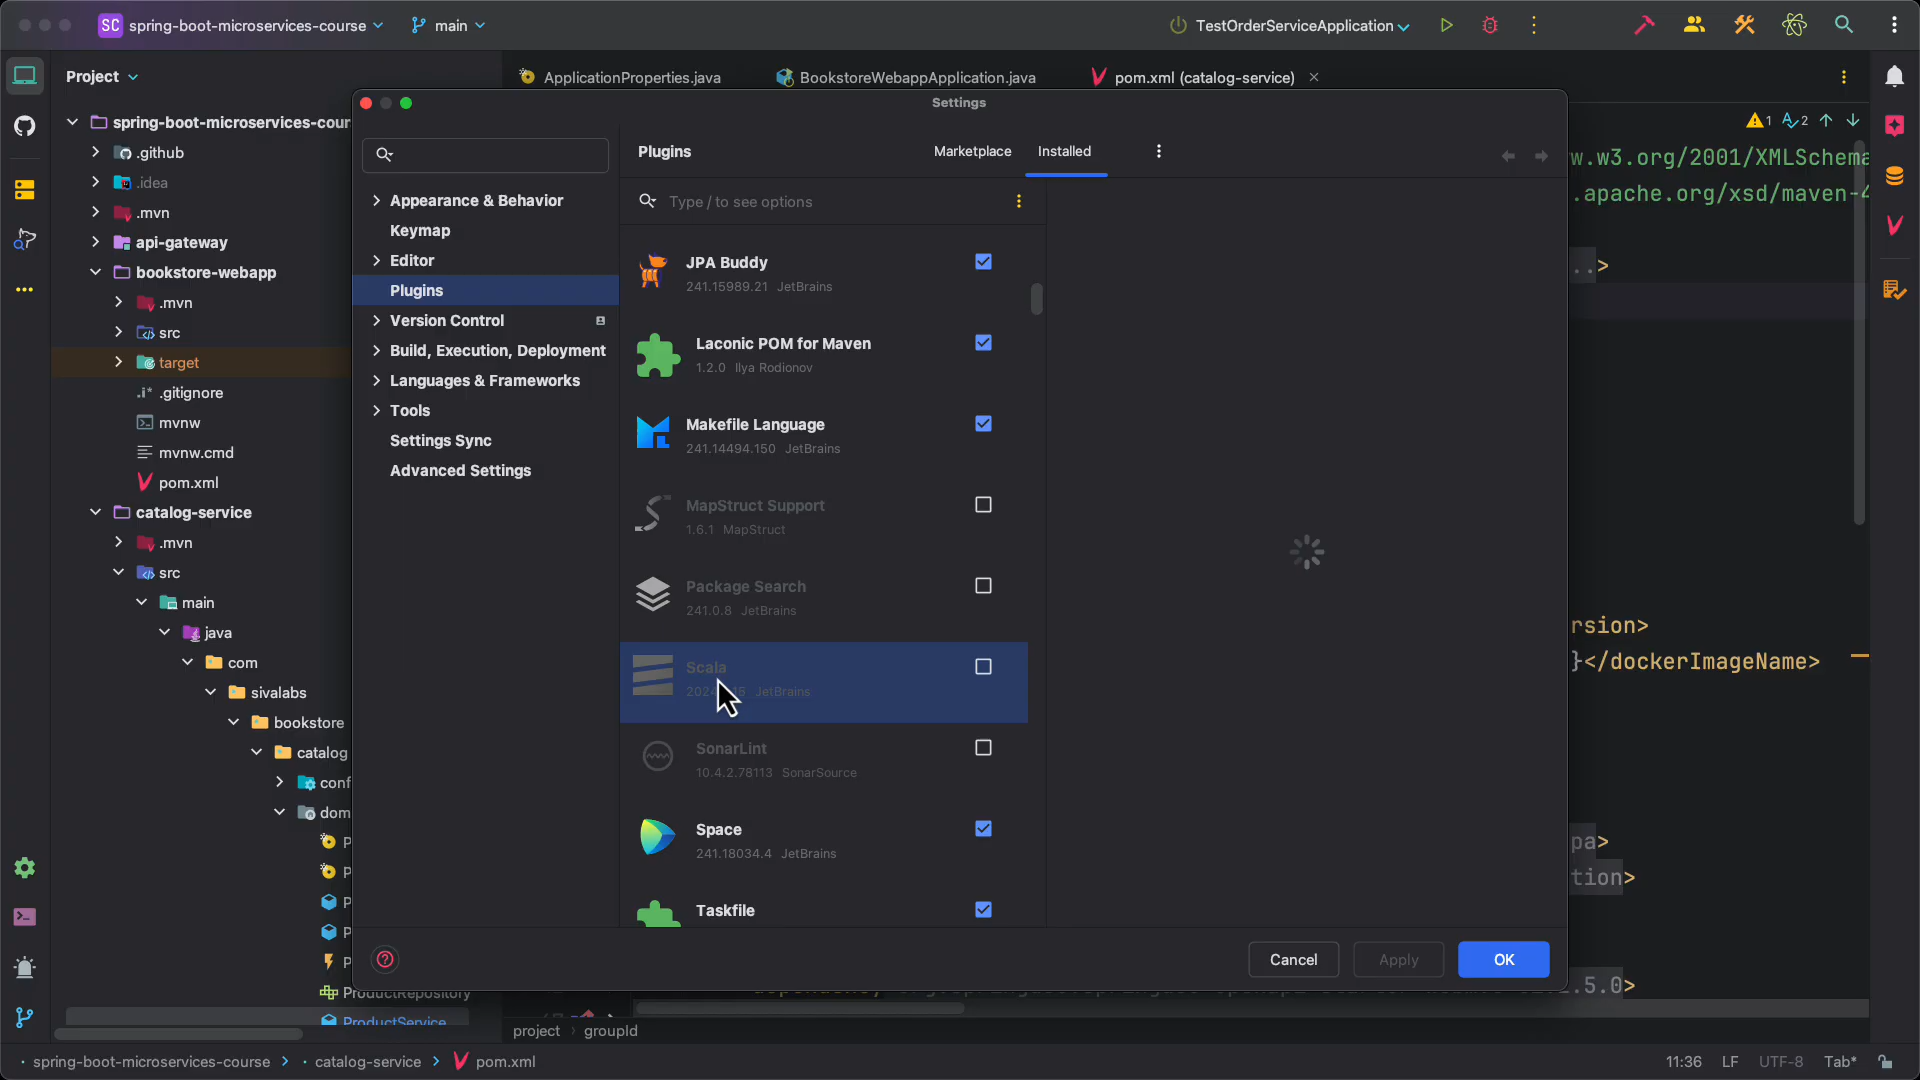 SC spring-boot-microservices-course main TestOrderServiceApplication
Project
ApplicationProperties.java BookstoreWebappApplication.java pom.xml (catalog-service)
spring-boot-microservices-cour
.github
.idea
.mvn
api-gateway
bookstore-webapp
.mvn
src
target
.gitignore
mvnw
mvnw.cmd
pom.xml
catalog-service
.mvn
src
main
java
com
sivalabs
bookstore
catalog
conf
dom
P
P
P
P
P
ProductRepository
ProductService
Settings
Appearance & Behavior
Keymap
Editor
Plugins
Version Control
Build, Execution, Deployment
Languages & Frameworks
Tools
Settings Sync
Advanced Settings
Plugins Marketplace Installed
Type / to see options
JPA Buddy
241.15989.21 JetBrains
Laconic POM for Maven
1.2.0 Ilya Rodionov
Makefile Language
241.14494.150 JetBrains
MapStruct Support
1.6.1 MapStruct
Package Search
241.0.8 JetBrains
Scala
JetBrains
SonarLint
10.4.2.78113 SonarSource
Space
241.18034.4 JetBrains
Taskfile
Cancel Apply OK
1 2
w.w3.org/2001/XMLSchema
.apache.org/xsd/maven-4
..>
rsion>
}</dockerImageName>
pa>
tion>
.5.0>
project groupId
spring-boot-microservices-course catalog-service pom.xml
11:36 LF UTF-8 Tab*